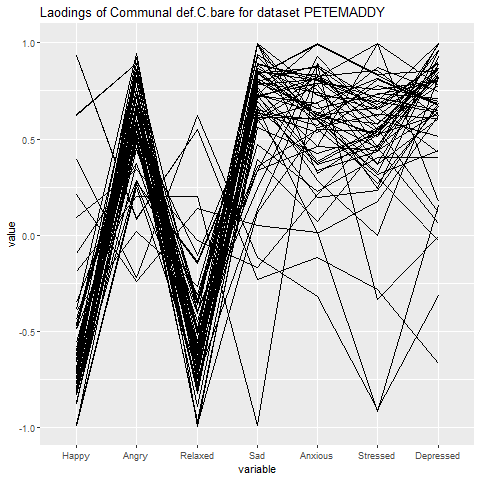 Laodings of Communal def.C.bare for dataset PETEMADDY
1.0
0.5
0.0
-0.5
-1.0
value
Happy Angry Relaxed Sad Anxious Stressed Depressed
variable